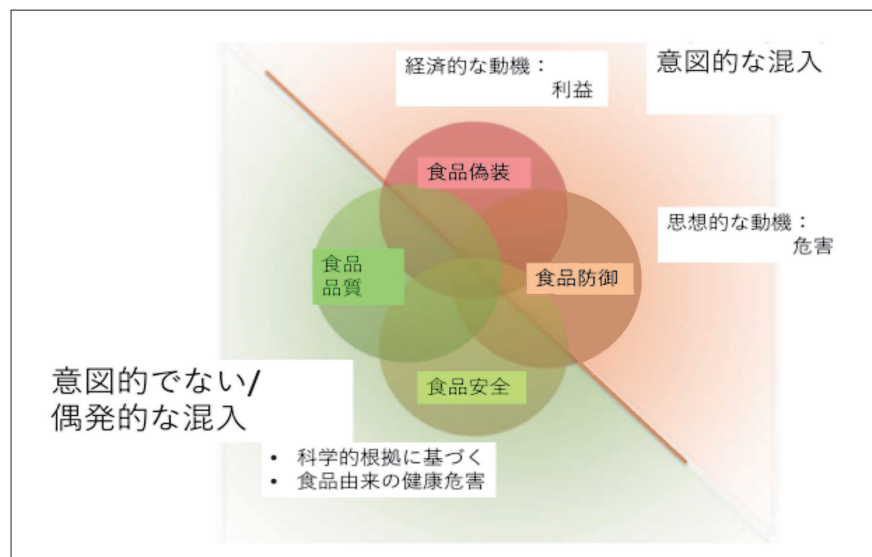 経済的な動機：
利益
意図的な混入
食品偽装
思想的な動機：
危害
食品
品質
食品防御
意図的でない/
偶発的な混入
食品安全
• 科学的根拠に基づく
• 食品由来の健康危害